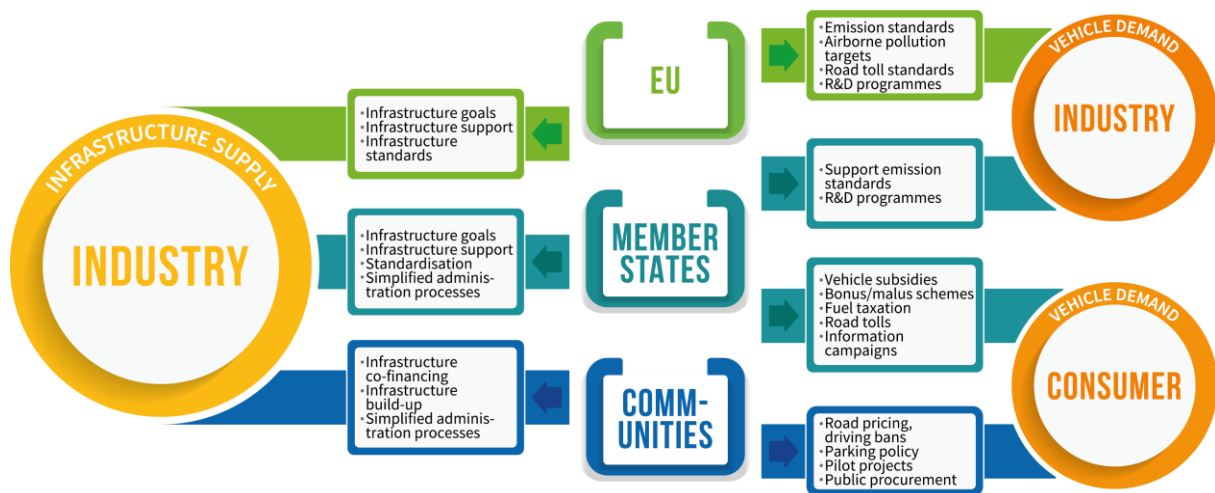 INFRASTRUCTURE SUPPLY
INDUSTRY
• Infrastructure goals
• Infrastructure support
• Infrastructure
standards
• Infrastructure goals
• Infrastructure support
• Standardisation
• Simplified adminis-
tration processes
• Infrastructure
co-financing
• Infrastructure
build-up
• Simplified adminis-
tration processes
EU
MEMBER
STATES
COMM-
UNITIES
• Emission standards
• Airborne pollution
targets
• Road toll standards
• R&D programmes
• Support emission
standards
• R&D programmes
• Vehicle subsidies
• Bonus/malus schemes
• Fuel taxation
• Road tolls
• Information
campaigns
• Road pricing,
driving bans
• Parking policy
• Pilot projects
• Public procurement
VEHICLE DEMAND
INDUSTRY
VEHICLE DEMAND
CONSUMER